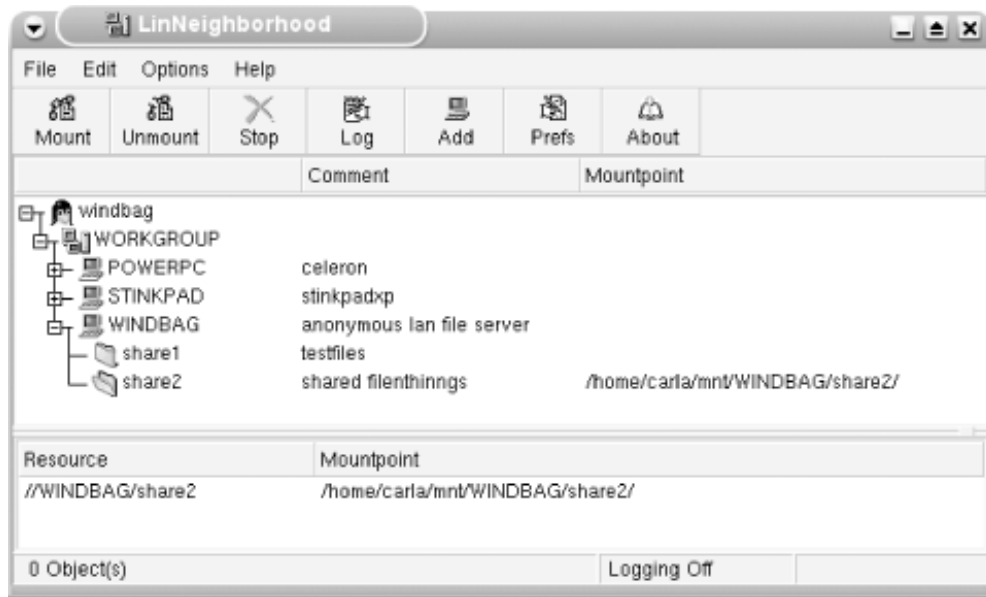 LinNeighborhood
File Edit Options Help
Mount Unmount Stop Log Add Prefs About
Comment Mountpoint
windbag
WORKGROUP
POWERPC celeron
STINKPAD stinkpadxp
WINDBAG anonymous lan file server
share1 testfiles
share2 shared filenthinngs /home/carla/mnt/WINDBAG/share2/
Resource Mountpoint
//WINDBAG/share2 /home/carla/mnt/WINDBAG/share2/
0 Object(s) Logging Off